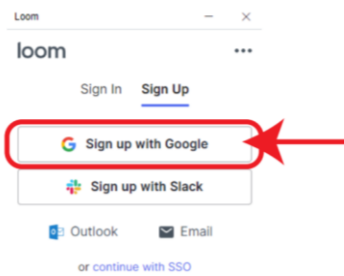 Loom
loom
Sign In Sign Up
Sign up with Google
Sign up with Slack
Outlook Email
or continue with SSO